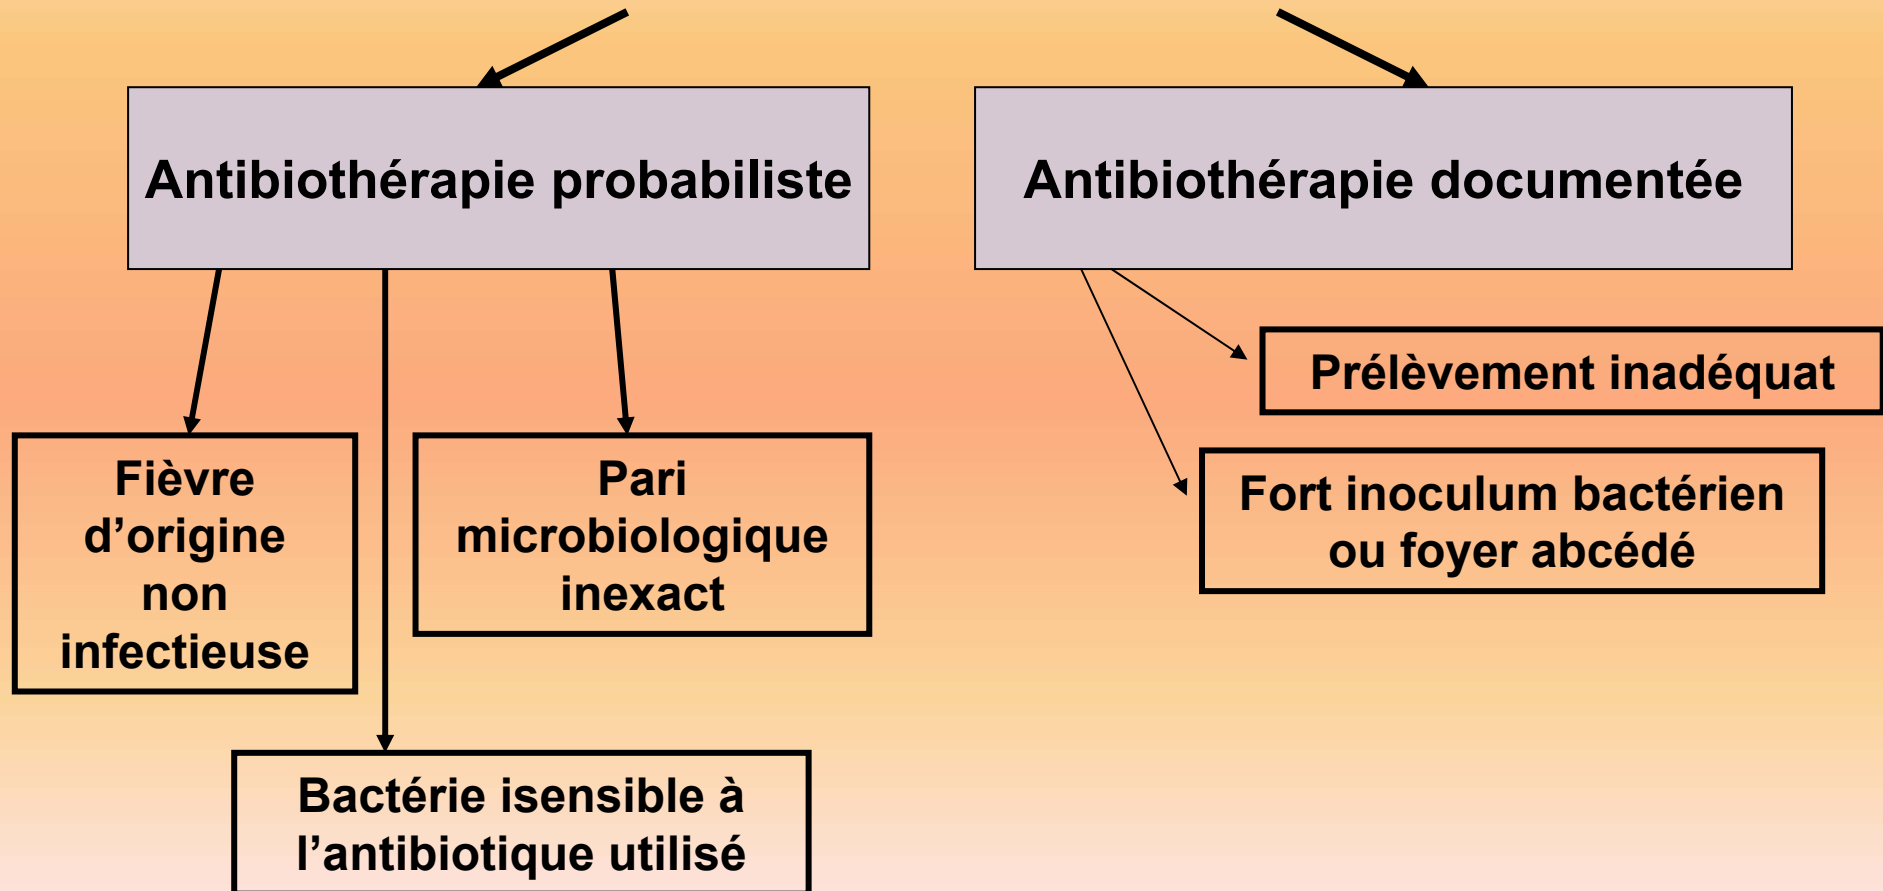 Antibiothérapie probabiliste
Antibiothérapie documentée
Prélèvement inadéquat
Fièvre
d’origine
non
infectieuse
Pari
microbiologique
inexact
Fort inoculum bactérien
ou foyer abcédé
Bactérie isensible à
l’antibiotique utilisé